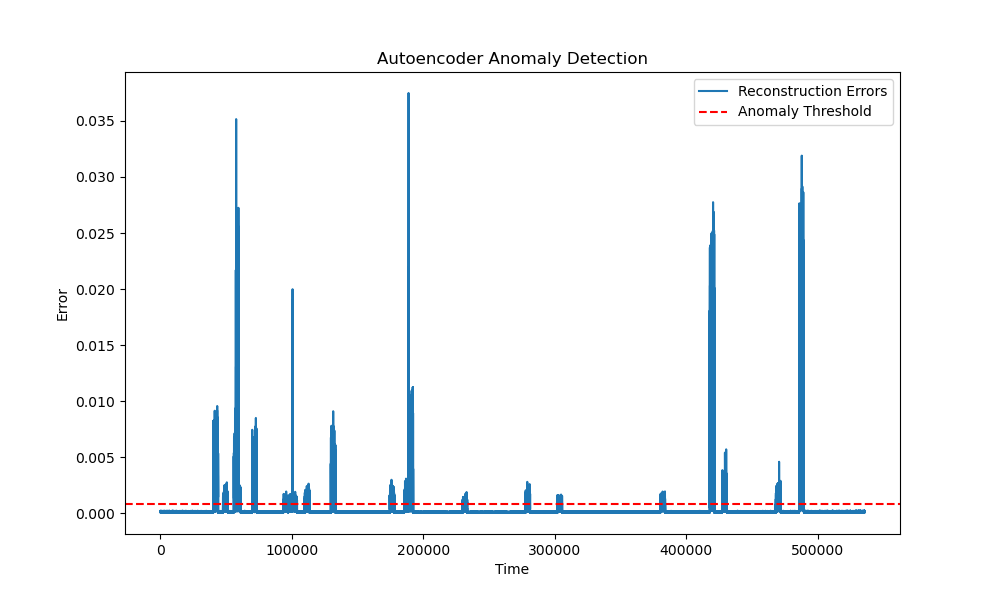 Autoencoder Anomaly Detection
Reconstruction Errors
Anomaly Threshold
Error
0.035
0.030
0.025
0.020
0.015
0.010
0.005
0.000
0 100000 200000 300000 400000 500000
Time